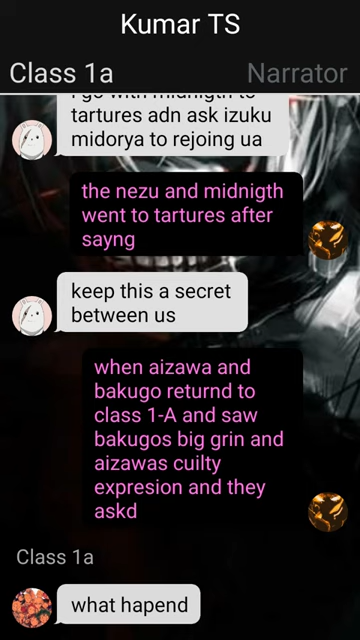 Kumar TS
Class 1a
Narrator
tartures adn ask izuku
midorya to rejoing ua
the nezu and midnigth
went to tartures after
sayng
keep this a secret
between us
when aizawa and
bakugo returnd to
class 1-A and saw
bakugos big grin and
aizawas cuilty
expresion and they
askd
Class 1a
what hapend